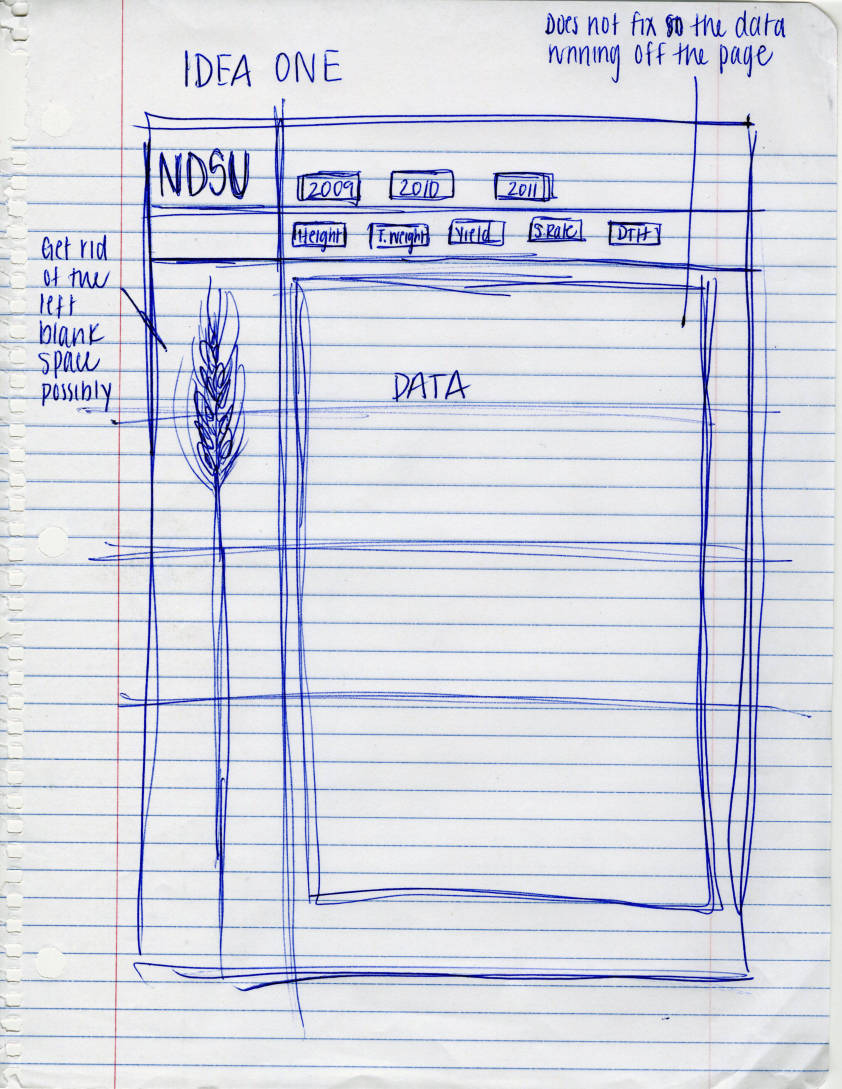 Does not fix so the data
running off the page
IDEA ONE
NDSU
2009 2010 2011
Height T. Weight Yield S.Rate DTH
Get rid
of the
left
blank
space
possibly
DATA